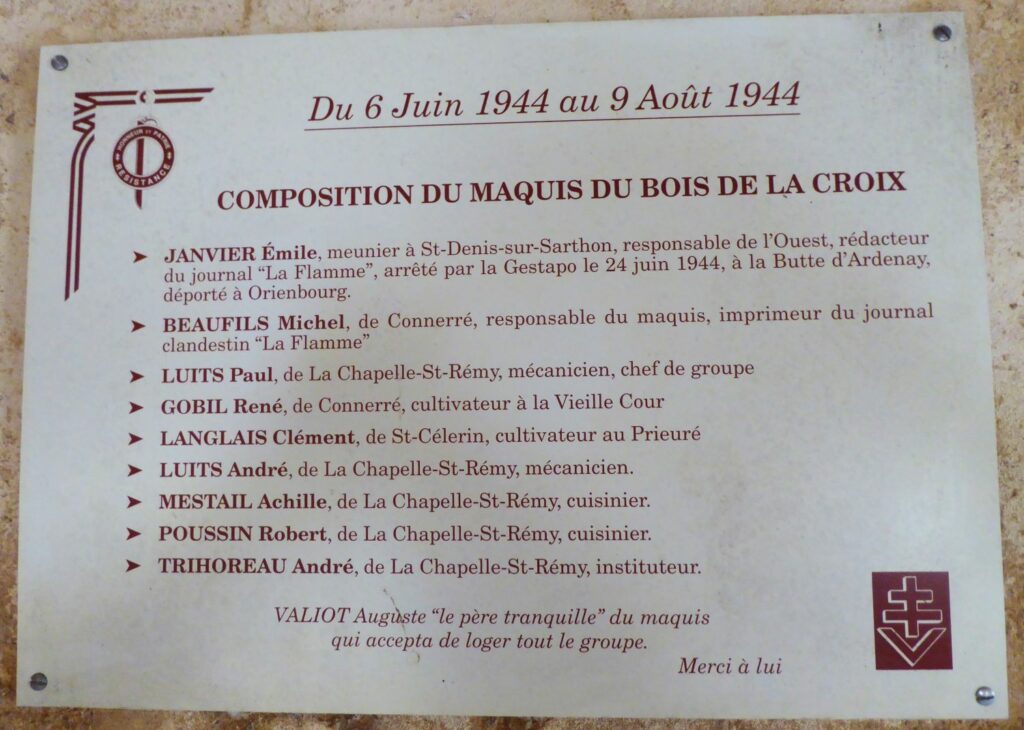 Du 6 Juin 1944 au 9 Août 1944
HONNEUR ET PATRIE
RESISTANCE
COMPOSITION DU MAQUIS DU BOIS DE LA CROIX
➤ JANVIER Émile, meunier à St-Denis-sur-Sarthon, responsable de l'Ouest, rédacteur
du journal “La Flamme”, arrêté par la Gestapo le 24 juin 1944, à la Butte d'Ardenay,
déporté à Orienbourg.
➤ BEAUFILS Michel, de Connerré, responsable du maquis, imprimeur du journal
clandestin “La Flamme”
➤ LUITS Paul, de La Chapelle-St-Rémy, mécanicien, chef de groupe
➤ GOBIL René, de Connerré, cultivateur à la Vieille Cour
➤ LANGLAIS Clément, de St-Célerin, cultivateur au Prieuré
➤ LUITS André, de La Chapelle-St-Rémy, mécanicien.
➤ MESTAIL Achille, de La Chapelle-St-Rémy, cuisinier.
➤ POUSSIN Robert, de La Chapelle-St-Rémy, cuisinier.
➤ TRIHOREAU André, de La Chapelle-St-Rémy, instituteur.
VALIOT Auguste “le père tranquille” du maquis
qui accepta de loger tout le groupe.
Merci à lui